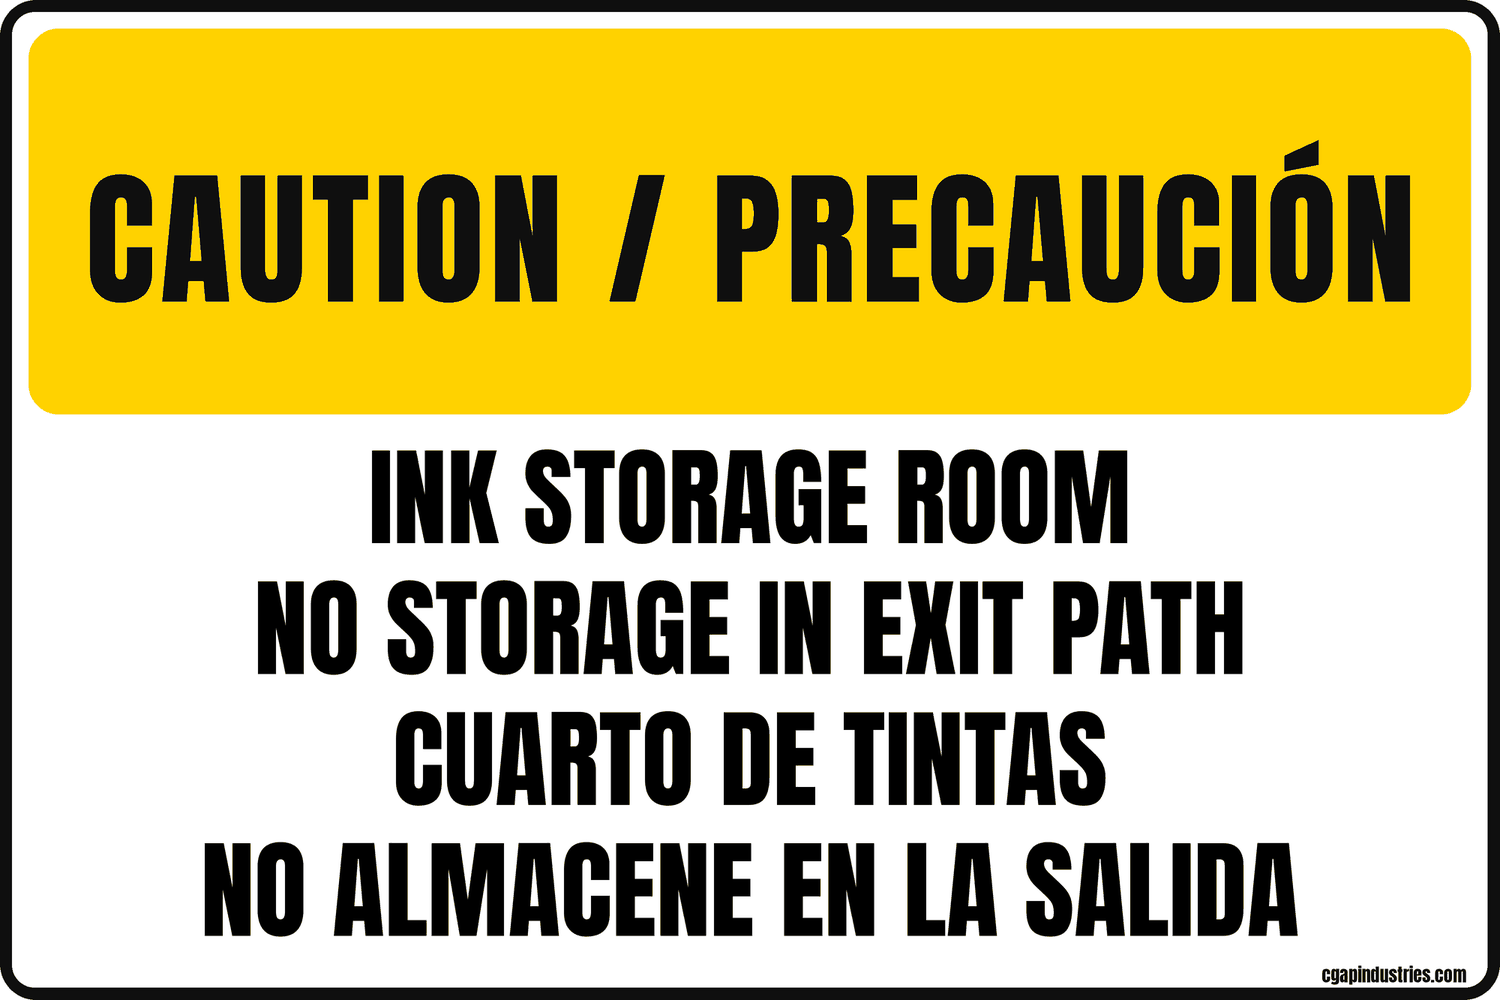 CAUTION / PRECAUCIÓN
INK STORAGE ROOM
NO STORAGE IN EXIT PATH
CUARTO DE TINTAS
NO ALMACENE EN LA SALIDA
cgapindustries.com